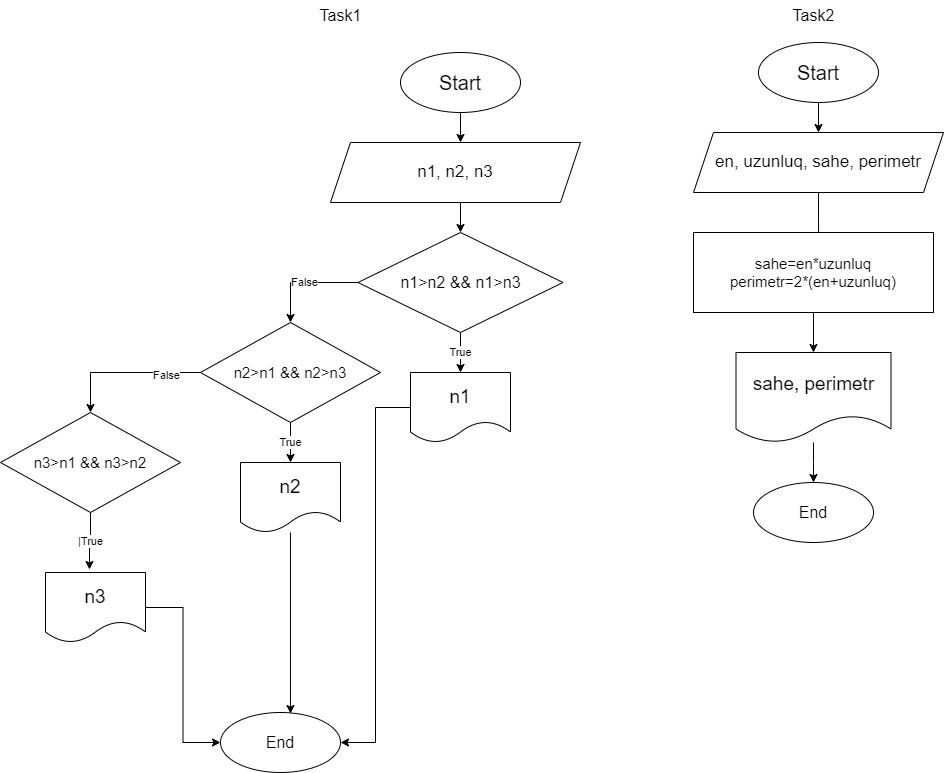 Task1
Start
n1, n2, n3
n1>n2 && n1>n3
False
True
n2>n1 && n2>n3
n1
False
True
n3>n1 && n3>n2
n2
|True
n3
End
Task2
Start
en, uzunluq, sahe, perimetr
sahe=en*uzunluq
perimetr=2*(en+uzunluq)
sahe, perimetr
End